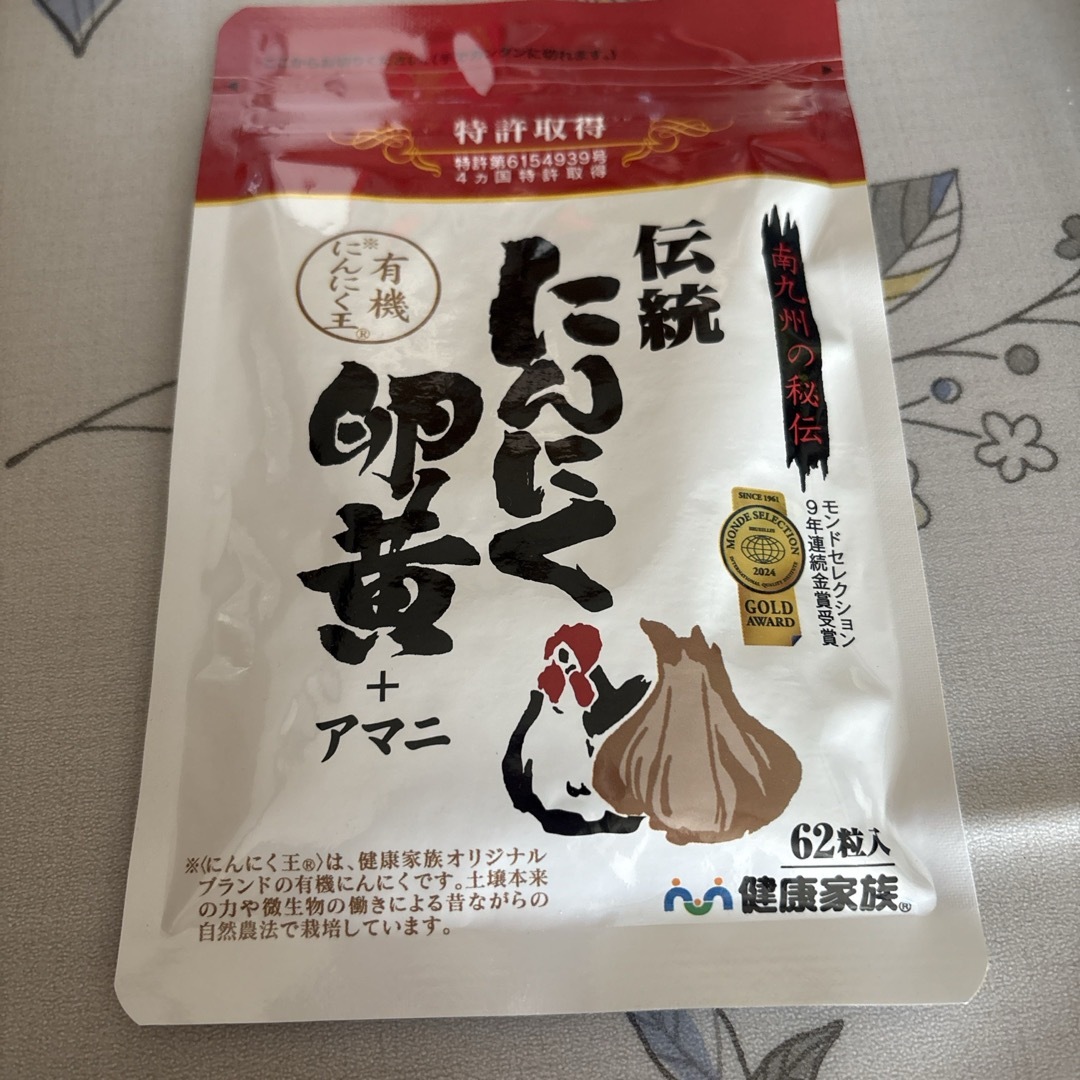 特許取得
特許第6154939号
4ヵ国特許取得
南九州の秘伝
伝統
にんにく
卵黄
+
アマニ
※有機
にんにく王®
SINCE 1961
MONDE SELECTION
BRUXELLES
2024
GOLD
AWARD
モンドセレクション
9年連続金賞受賞
62粒入
健康家族®
※〈にんにく王®〉は、健康家族オリジナル
ブランドの有機にんにくです。土壌本来
の力や微生物の働きによる昔ながらの
自然農法で栽培しています。